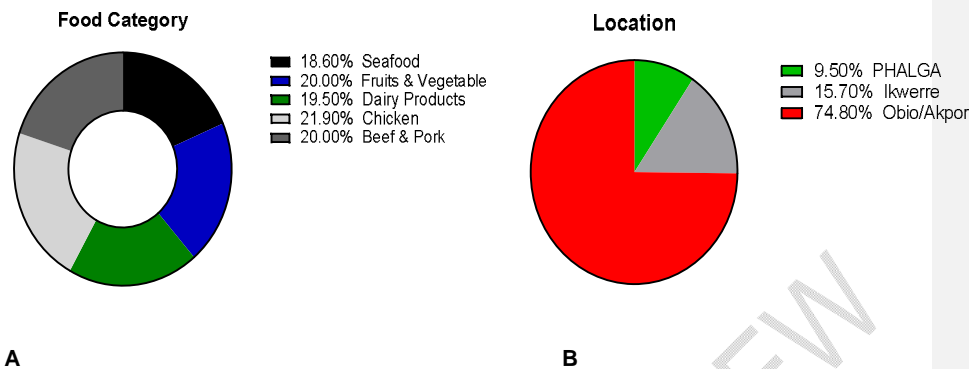 Food Category
18.60% Seafood
20.00% Fruits & Vegetable
19.50% Dairy Products
21.90% Chicken
20.00% Beef & Pork
A
Location
9.50% PHALGA
15.70% Ikwerre
74.80% Obio/Akpor
B
EW